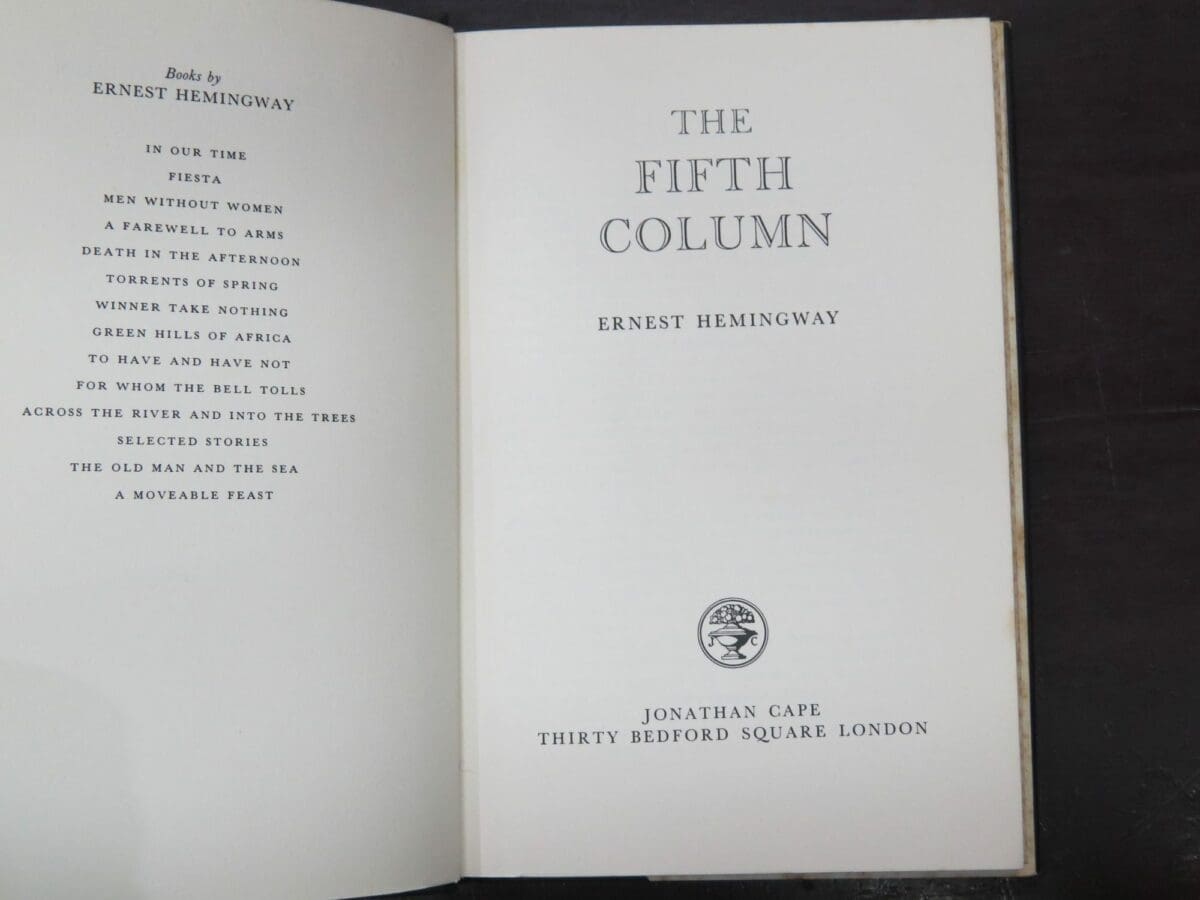 Books by
ERNEST HEMINGWAY
IN OUR TIME
FIESTA
MEN WITHOUT WOMEN
A FAREWELL TO ARMS
DEATH IN THE AFTERNOON
TORRENTS OF SPRING
WINNER TAKE NOTHING
GREEN HILLS OF AFRICA
TO HAVE AND HAVE NOT
FOR WHOM THE BELL TOLLS
ACROSS THE RIVER AND INTO THE TREES
SELECTED STORIES
THE OLD MAN AND THE SEA
A MOVEABLE FEAST
THE
FIFTH
COLUMN
ERNEST HEMINGWAY
J C
JONATHAN CAPE
THIRTY BEDFORD SQUARE LONDON